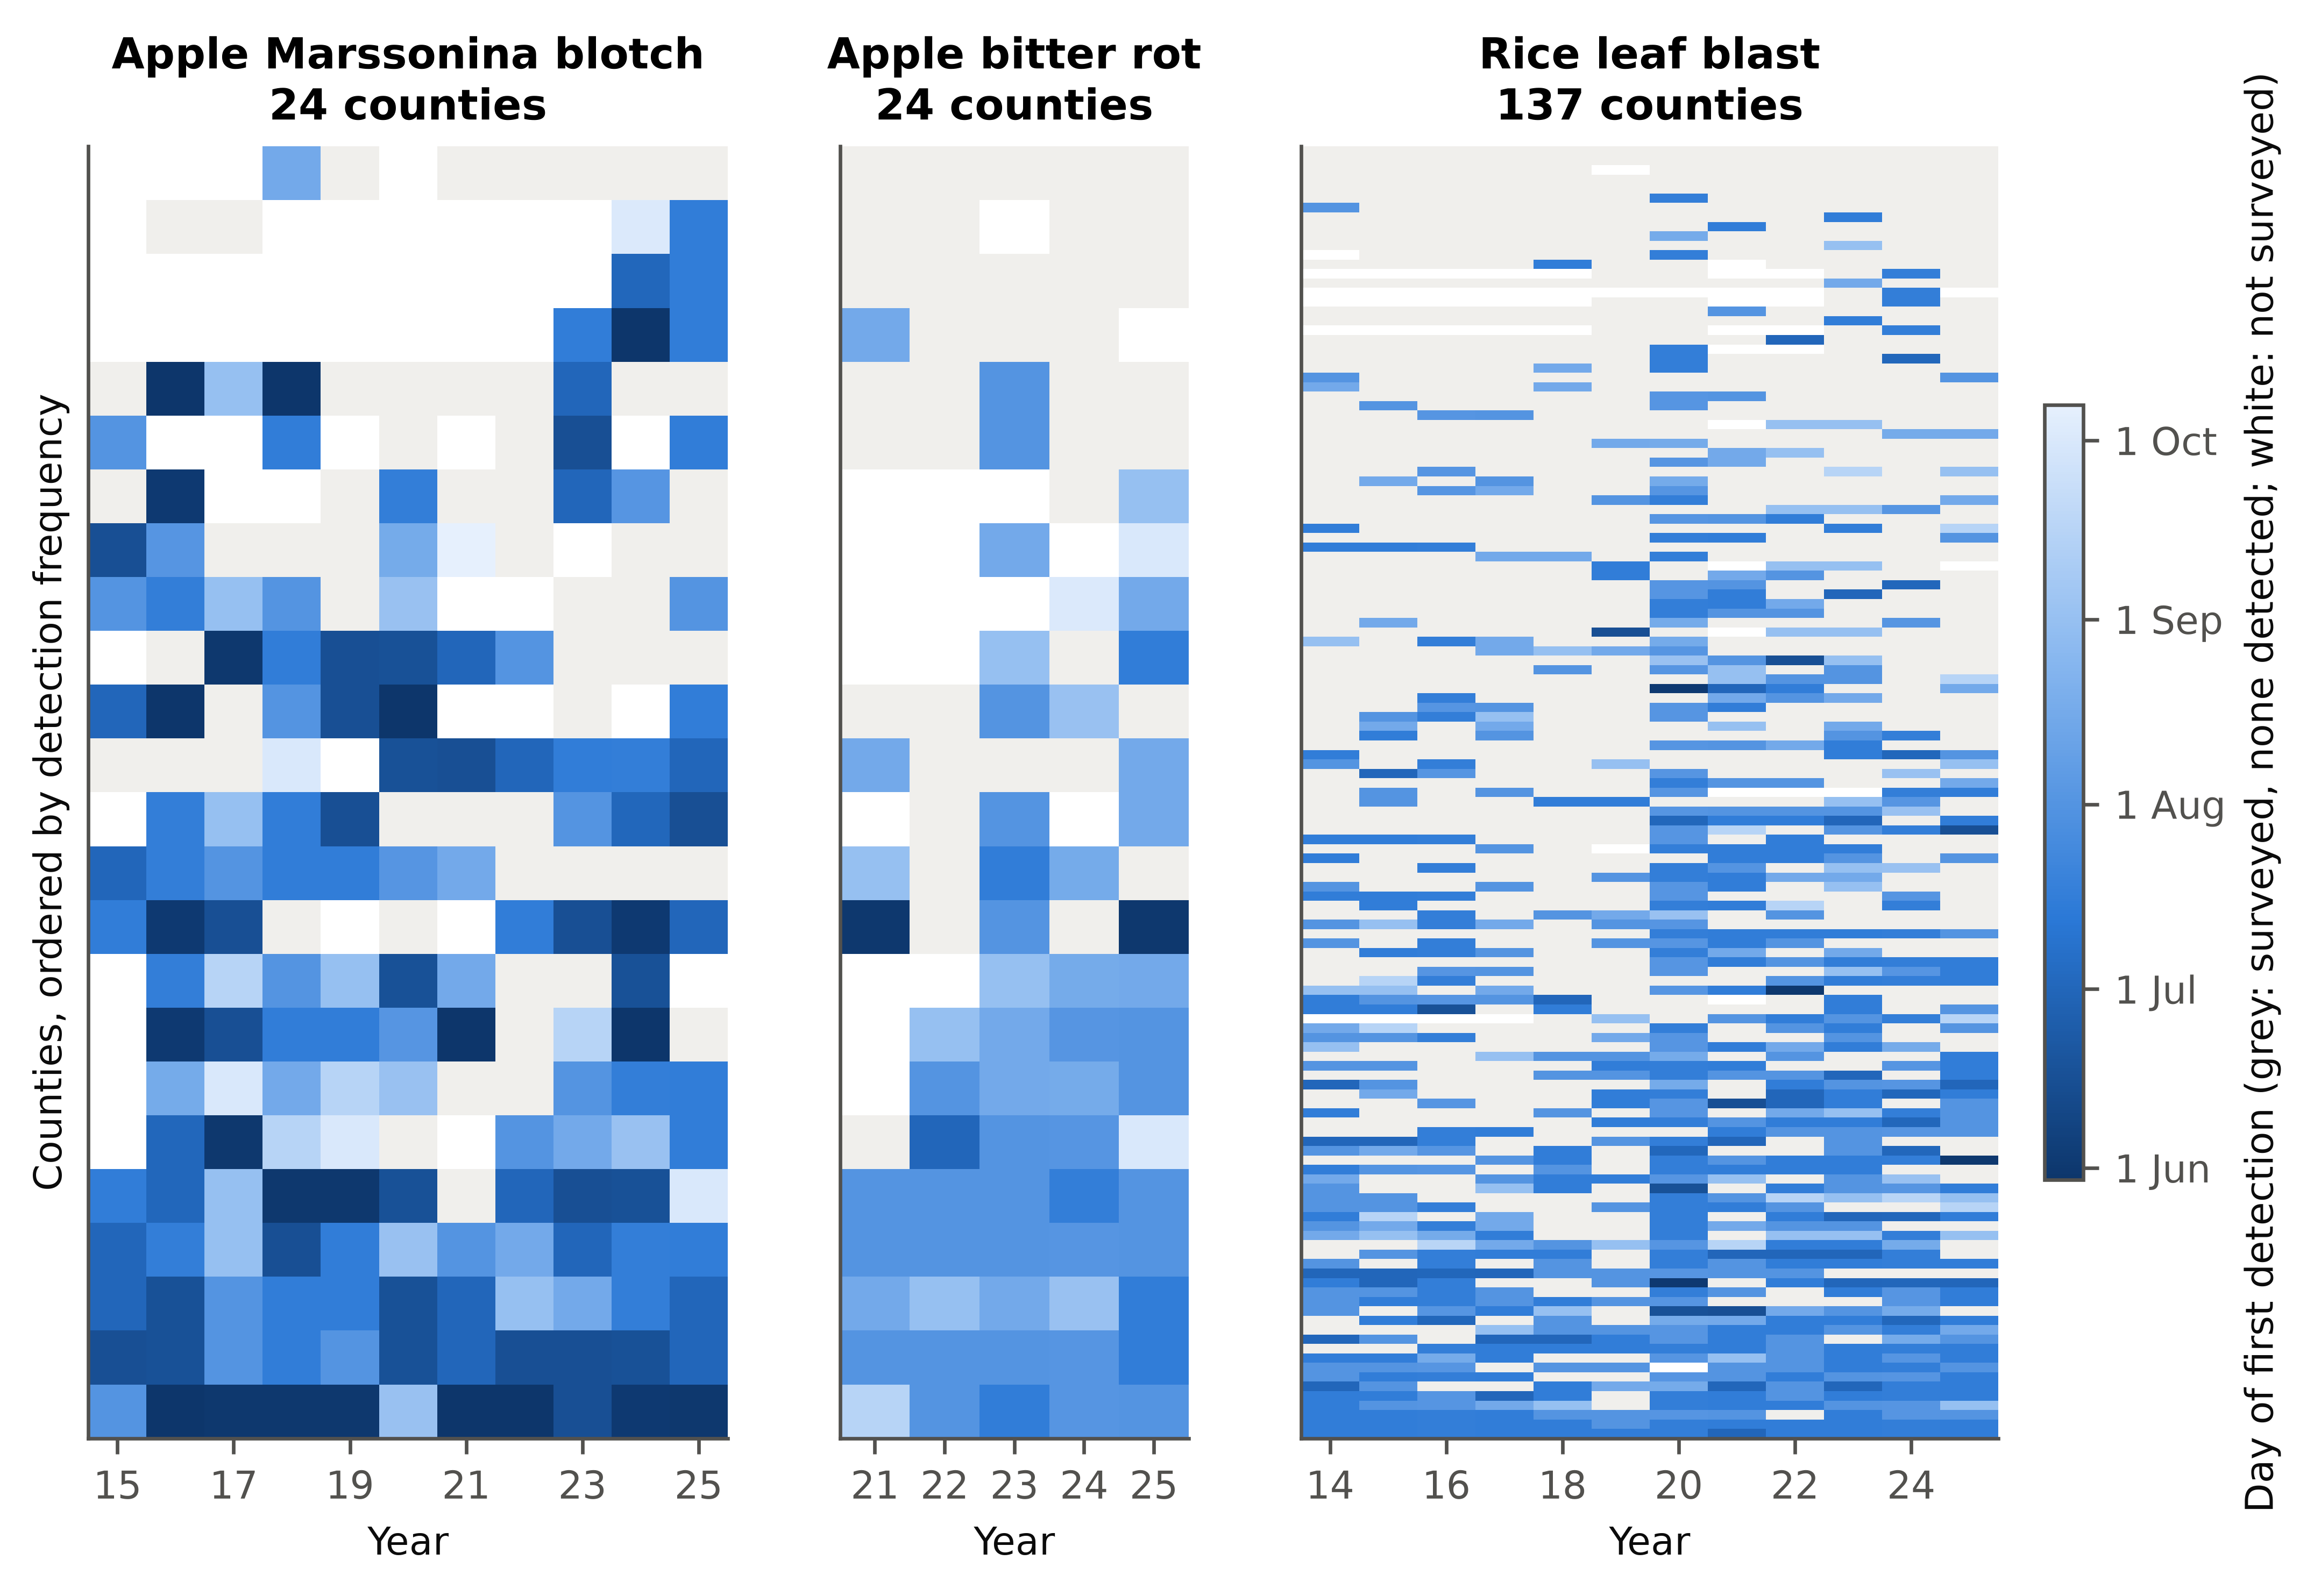 Apple Marssonina blotch
24 counties
Apple bitter rot
24 counties
Rice leaf blast
137 counties
Counties, ordered by detection frequency
15 17 19 21 23 25
Year
21 22 23 24 25
Year
14 16 18 20 22 24
Year
1 Oct
1 Sep
1 Aug
1 Jul
1 Jun
Day of first detection (grey: surveyed, none detected; white: not surveyed)